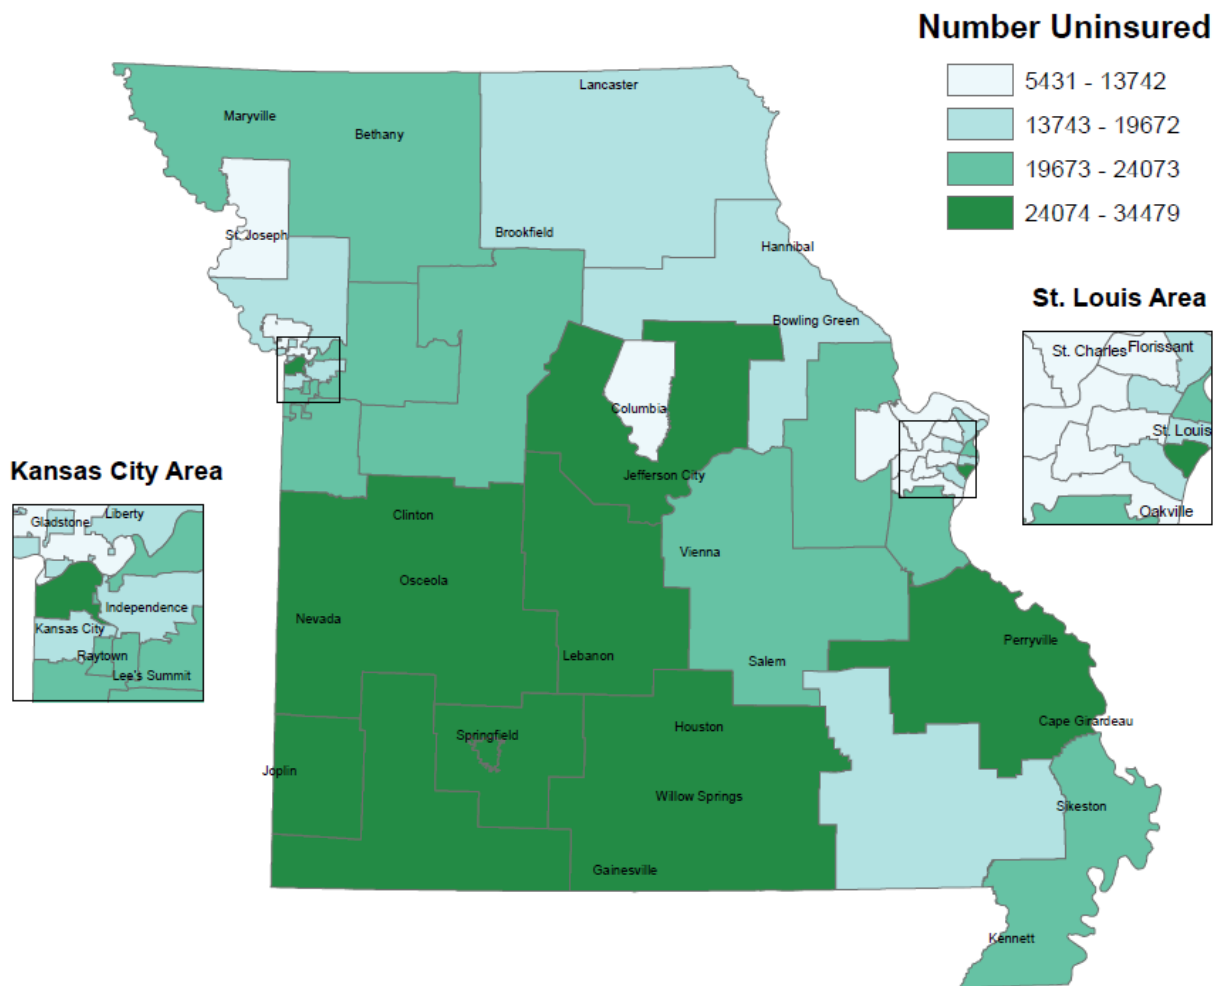 Number Uninsured
5431 - 13742
13743 - 19672
19673 - 24073
24074 - 34479
Lancaster
Maryville
Bethany
St. Joseph
Brookfield
Hannibal
Bowling Green
Columbia
Jefferson City
Clinton
Vienna
Osceola
Nevada
Lebanon
Salem
Perryville
Houston
Cape Girardeau
Springfield
Joplin
Willow Springs
Sikeston
Gainesville
Kennett
St. Louis Area
St. Charles
Florissant
St. Louis
Oakville
Kansas City Area
Gladstone
Liberty
Independence
Kansas City
Raytown
Lee's Summit